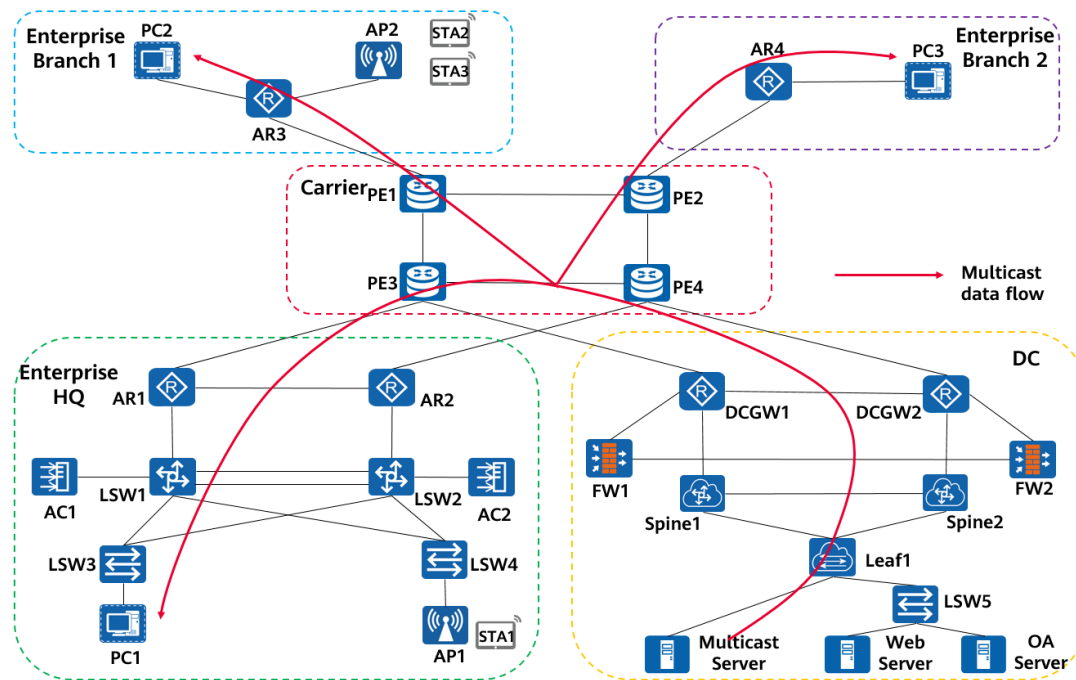 Enterprise
Branch 1
PC2
AP2
STA2
STA3
R
AR3
AR4
R
PC3
Enterprise
Branch 2
Carrier
PE1
PE2
PE3
PE4
Multicast
data flow
Enterprise
HQ
AR1
R
R
AR2
AC1
LSW1
LSW2
AC2
LSW3
LSW4
PC1
AP1
STA1
DC
R
DCGW1
DCGW2
R
FW1
FW2
Spine1
Spine2
Leaf1
LSW5
Multicast
Server
Web
Server
OA
Server